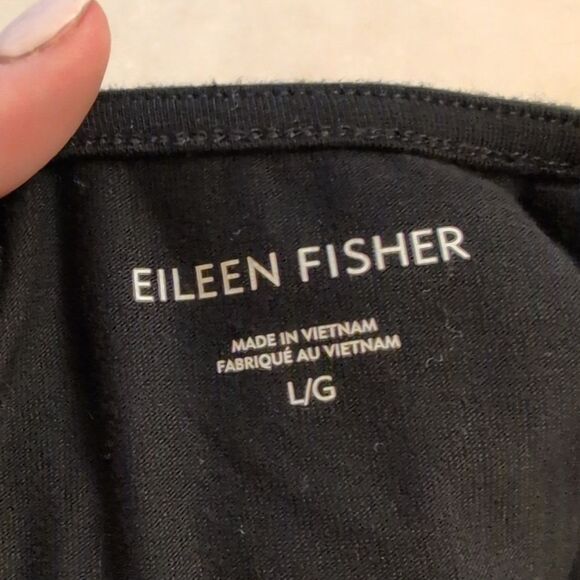 EILEEN FISHER
MADE IN VIETNAM
FABRIQUÉ AU VIETNAM
L/G